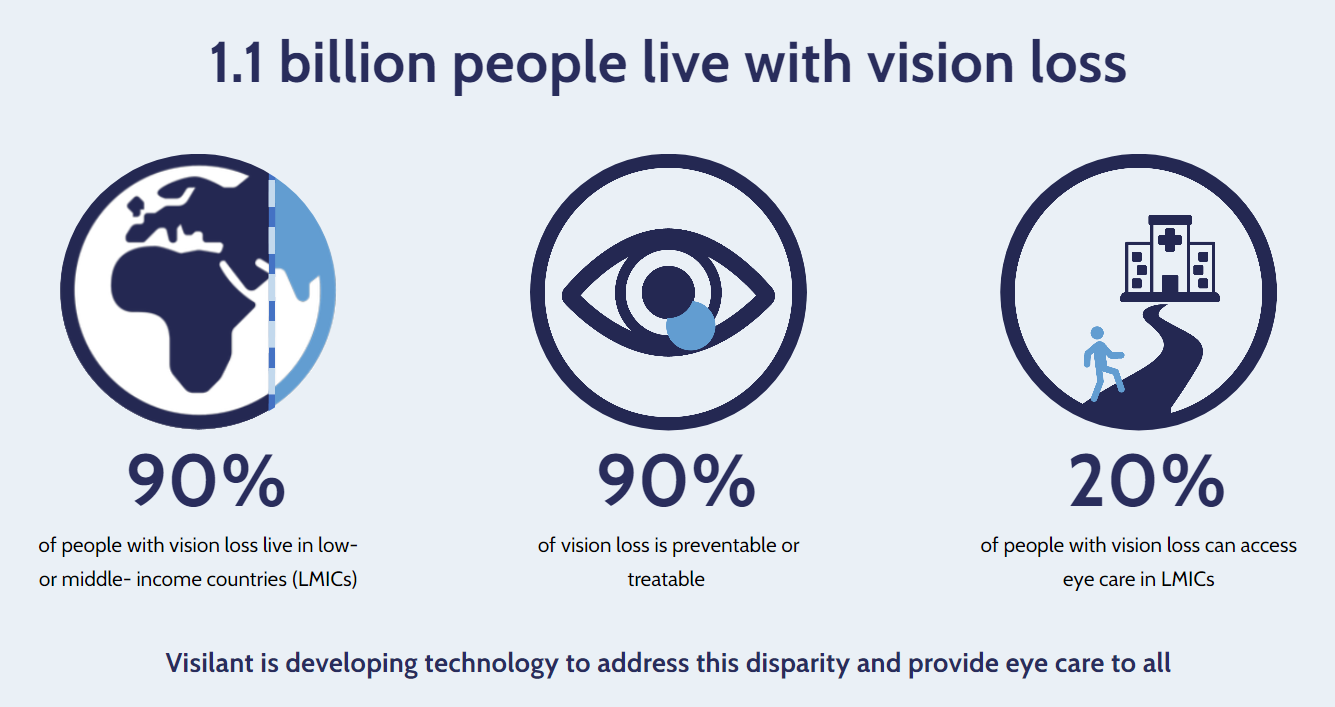 1.1 billion people live with vision loss
90%
of people with vision loss live in low-
or middle- income countries (LMICs)
90%
of vision loss is preventable or
treatable
20%
of people with vision loss can access
eye care in LMICs
Visilant is developing technology to address this disparity and provide eye care to all